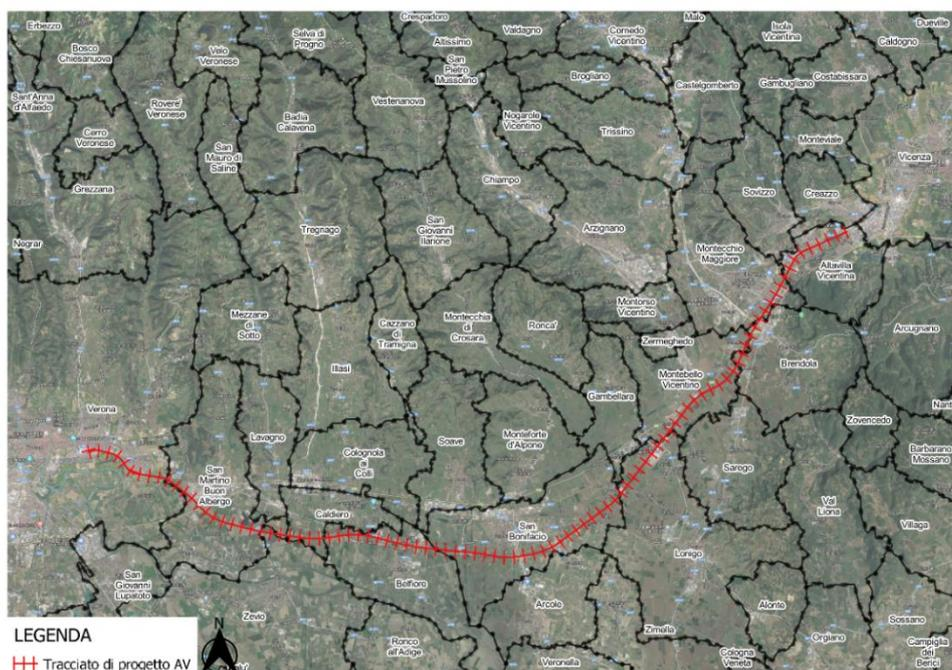 Erbezzo
Bosco
Chiesanuova
Velo
Veronese
Selva di
Progno
Crespadoro
Altissimo
Valdagno
Cornedo
Vicentino
Malo
Isola
Vicentina
Dueville
Caldogno
Sant'Anna
d'Alfaedo
Rovere'
Veronese
San
Pietro
Mussolino
Brogliano
Castelgomberto
Gambugliano
Costabissara
Cerro
Veronese
San
Mauro di
Saline
Badia
Calavena
Vestenanova
Nogarole
Vicentino
Trissino
Monteviale
Vicenza
Grezzana
Chiampo
Sovizzo
Creazzo
Negrar
Tregnago
San
Giovanni
Ilarione
Arzignano
Montecchio
Maggiore
Altavilla
Vicentina
Mezzane
di
Sotto
Cazzano
di
Tramigna
Montecchia
di
Crosara
Ronca'
Montorso
Vicentino
Zermeghedo
Arcugnano
Illasi
Montebello
Vicentino
Brendola
Gambellara
Verona
Lavagno
Colognola
ai
Colli
Soave
Monteforte
d'Alpone
Zovencedo
Nant
Barbarano
Mossano
San
Martino
Buon
Albergo
Sarego
Caldiero
San
Bonifacio
Val
Liona
Villaga
Lonigo
San
Giovanni
Lupatoto
Belfiore
Zevio
Arcole
Alonte
Sossano
Zimella
Orgiano
Ronco
all'Adige
Veronella
Cologna
Veneta
Campiglia
dei
Berici
LEGENDA
N
Tracciato di progetto AV